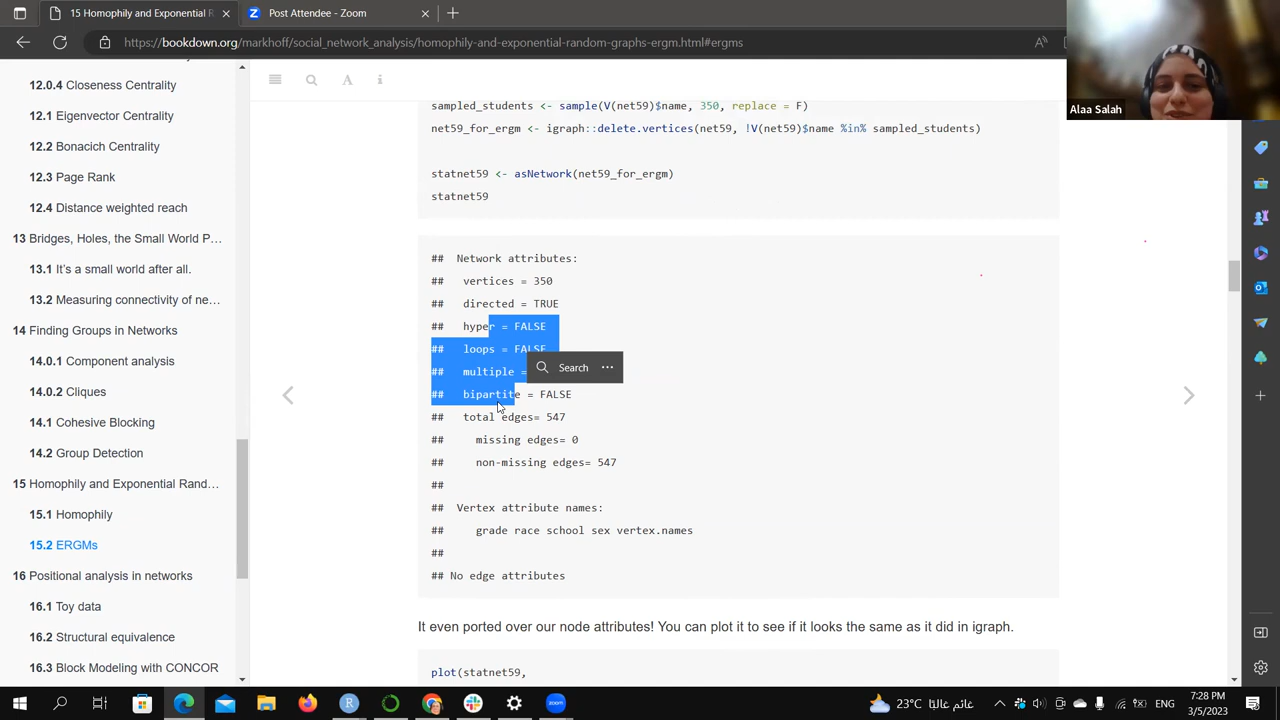 15 Homophily and Exponential R
Post Attendee - Zoom
https://bookdown.org/markhoff/social_network_analysis/homophily-and-exponential-random-graphs-ergm.html#ergms
Alaa Salah
12.0.4 Closeness Centrality
12.1 Eigenvector Centrality
12.2 Bonacich Centrality
12.3 Page Rank
12.4 Distance weighted reach
13 Bridges, Holes, the Small World P…
13.1 It's a small world after all.
13.2 Measuring connectivity of ne…
14 Finding Groups in Networks
14.0.1 Component analysis
14.0.2 Cliques
14.1 Cohesive Blocking
14.2 Group Detection
15 Homophily and Exponential Rand…
15.1 Homophily
15.2 ERGMs
16 Positional analysis in networks
16.1 Toy data
16.2 Structural equivalence
16.3 Block Modeling with CONCOR
sampled_students <- sample(V(net59)$name, 350, replace = F)
net59_for_ergm <- igraph::delete.vertices(net59, !V(net59)$name %in% sampled_students)
statnet59 <- asNetwork(net59_for_ergm)
statnet59
## Network attributes:
## vertices = 350
## directed = TRUE
## hyper = FALSE
## loops = FALSE
## multiple =
## bipartite = FALSE
## total edges= 547
## missing edges= 0
## non-missing edges= 547
##
## Vertex attribute names:
## grade race school sex vertex.names
##
## No edge attributes
Search
It even ported over our node attributes! You can plot it to see if it looks the same as it did in igraph.
plot(statnet59,
23°C غائم غالبًا
ENG
7:28 PM
3/5/2023